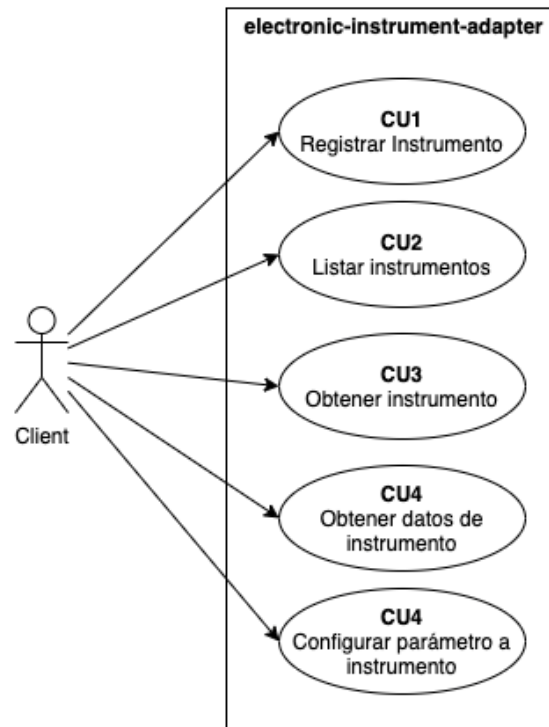 electronic-instrument-adapter
CU1
Registrar Instrumento
CU2
Listar instrumentos
CU3
Obtener instrumento
Client
CU4
Obtener datos de
instrumento
CU4
Configurar parámetro a
instrumento